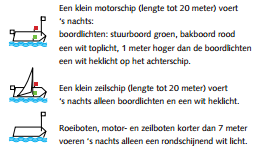 Een klein motorschip (lengte tot 20 meter) voert
's nachts:
boordlichten: stuurboord groen, bakboord rood
een wit toplicht, 1 meter hoger dan de boordlichten
een wit heklicht op het achterschip.
Een klein zeilschip (lengte tot 20 meter) voert
's nachts alleen boordlichten en een wit heklicht.
Roeiboten, motor- en zeilboten korter dan 7 meter
voeren 's nachts alleen een rondschijnend wit licht.